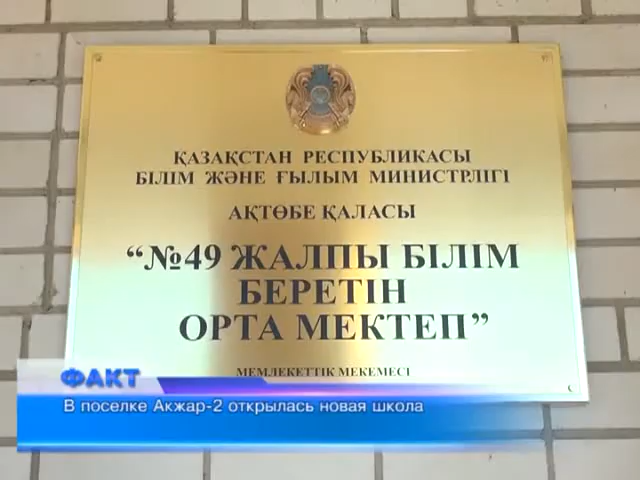 ҚАЗАҚСТАН РЕСПУБЛИКАСЫ
БІЛІМ ЖӘНЕ ҒЫЛЫМ МИНИСТРЛІГІ
АҚТӨБЕ ҚАЛАСЫ
“№49 ЖАЛПЫ БІЛІМ
БЕРЕТІН
ОРТА МЕКТЕП”
МЕМЛЕКЕТТІК МЕКЕМЕСІ
ФАКТ
В поселке Акжар-2 открылась новая школа